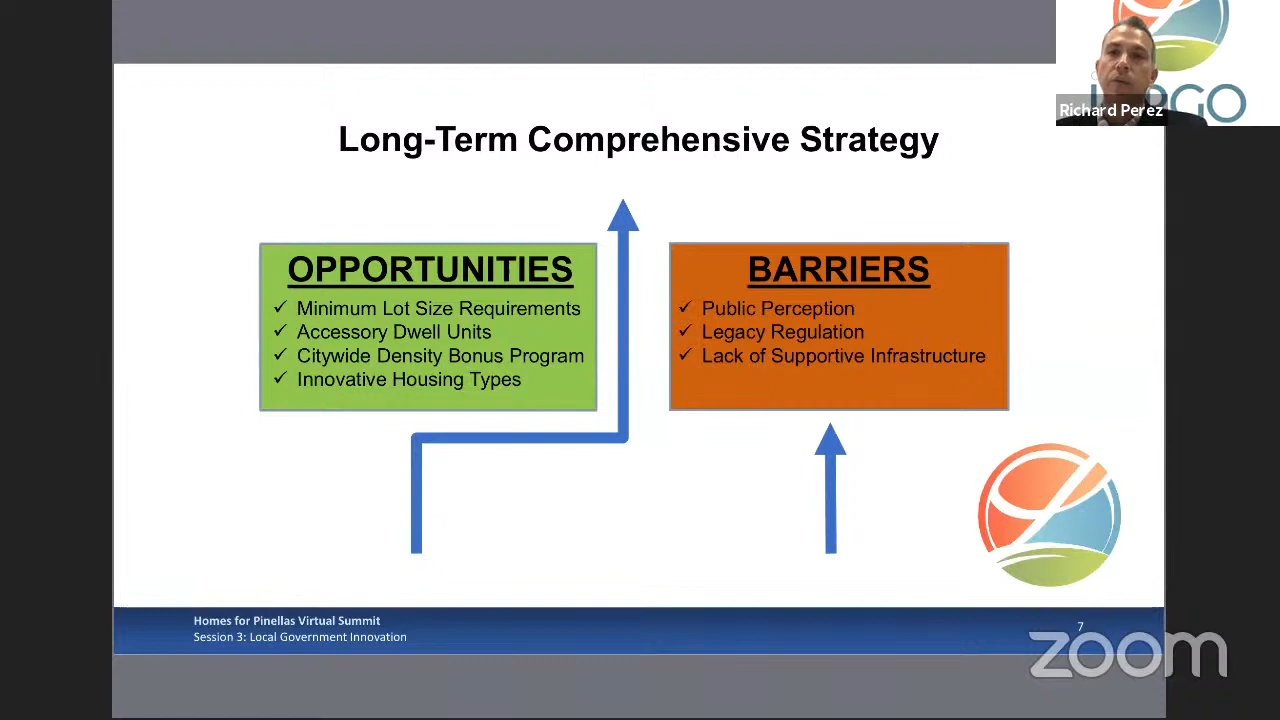 Richard Perez
Long-Term Comprehensive Strategy
OPPORTUNITIES
✓ Minimum Lot Size Requirements
✓ Accessory Dwell Units
✓ Citywide Density Bonus Program
✓ Innovative Housing Types
BARRIERS
✓ Public Perception
✓ Legacy Regulation
✓ Lack of Supportive Infrastructure
Homes for Pinellas Virtual Summit
Session 3: Local Government Innovation
7
zoom